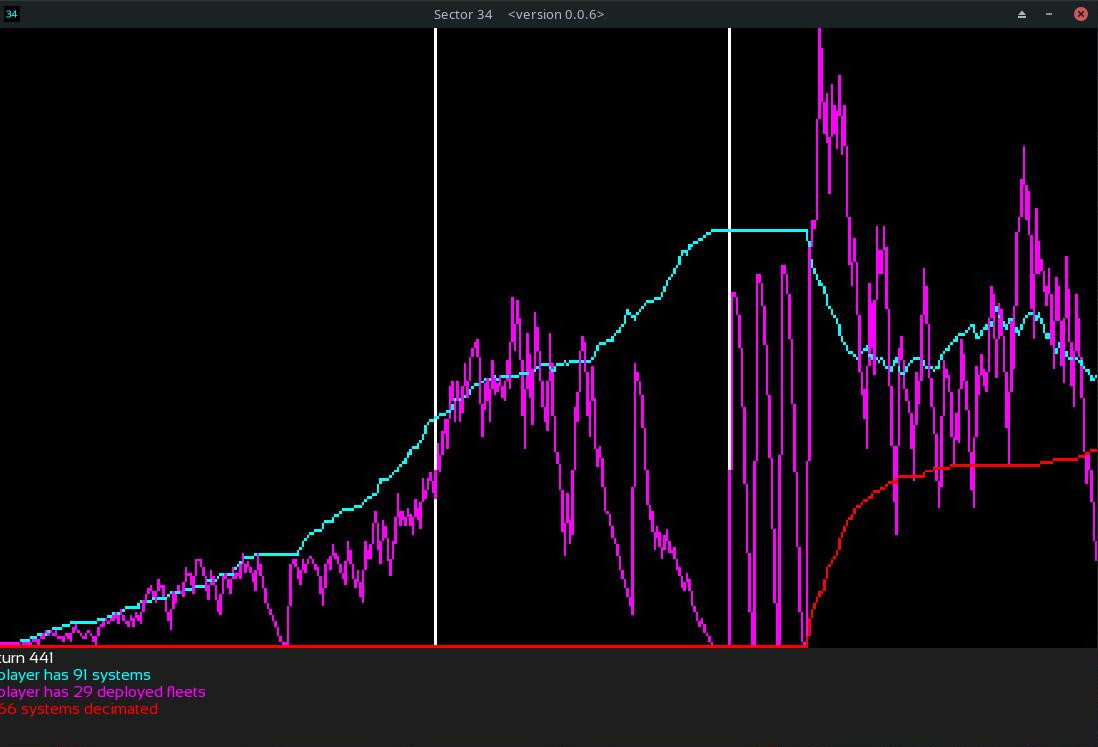 34 Sector 34 <version 0.0.6>
turn 441
player has 91 systems
player has 29 deployed fleets
66 systems decimated